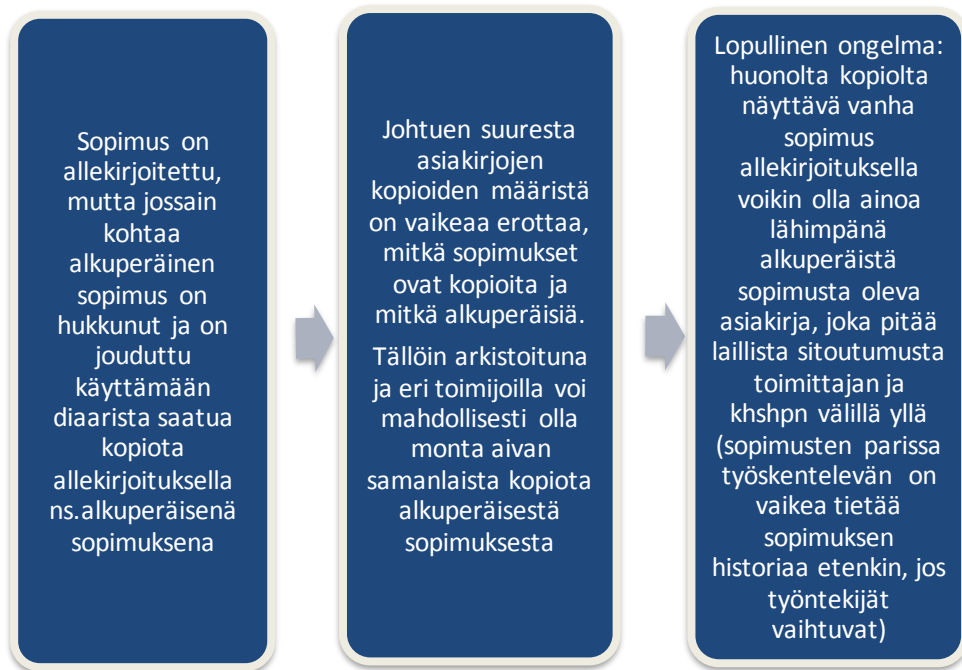 Sopimus on
allekirjoitettu,
mutta jossain
kohtaa
alkuperäinen
sopimus on
hukkunut ja on
jouduttu
käyttämään
diaarista saatua
kopiota
allekirjoituksella
ns.alkuperäisenä
sopimuksena
Johtuen suuresta
asiakirjojen
kopioiden määristä
on vaikeaa erottaa,
mitkä sopimukset
ovat kopioita ja
mitkä alkuperäisiä.
Tällöin arkistoituna
ja eri toimijoilla voi
mahdollisesti olla
monta aivan
samanlaista kopiota
alkuperäisestä
sopimuksesta
Lopullinen ongelma:
huonolta kopiolta
näyttävä vanha
sopimus
allekirjoituksella
voikin olla ainoa
lähimpänä
alkuperäistä
sopimusta oleva
asiakirja, joka pitää
laillista sitoutumusta
toimittajan ja
khshpn välillä yllä
(sopimusten parissa
työskentelevän on
vaikea tietää
sopimuksen
historiaa etenkin, jos
työntekijät
vaihtuvat)